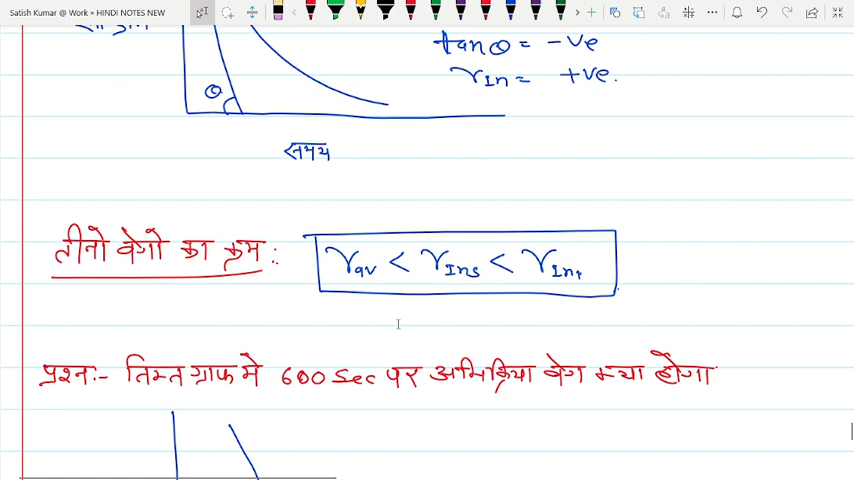 Satish Kumar @ Work » HINDI NOTES NEW
tanθ = -ve
rIn = +ve.
θ
समय
तीनो वेगो का क्रम :.
rav < rIns < rInt
प्रश्न:- निम्न ग्राफ मे 600 sec पर अभिक्रिया वेग क्या होगा